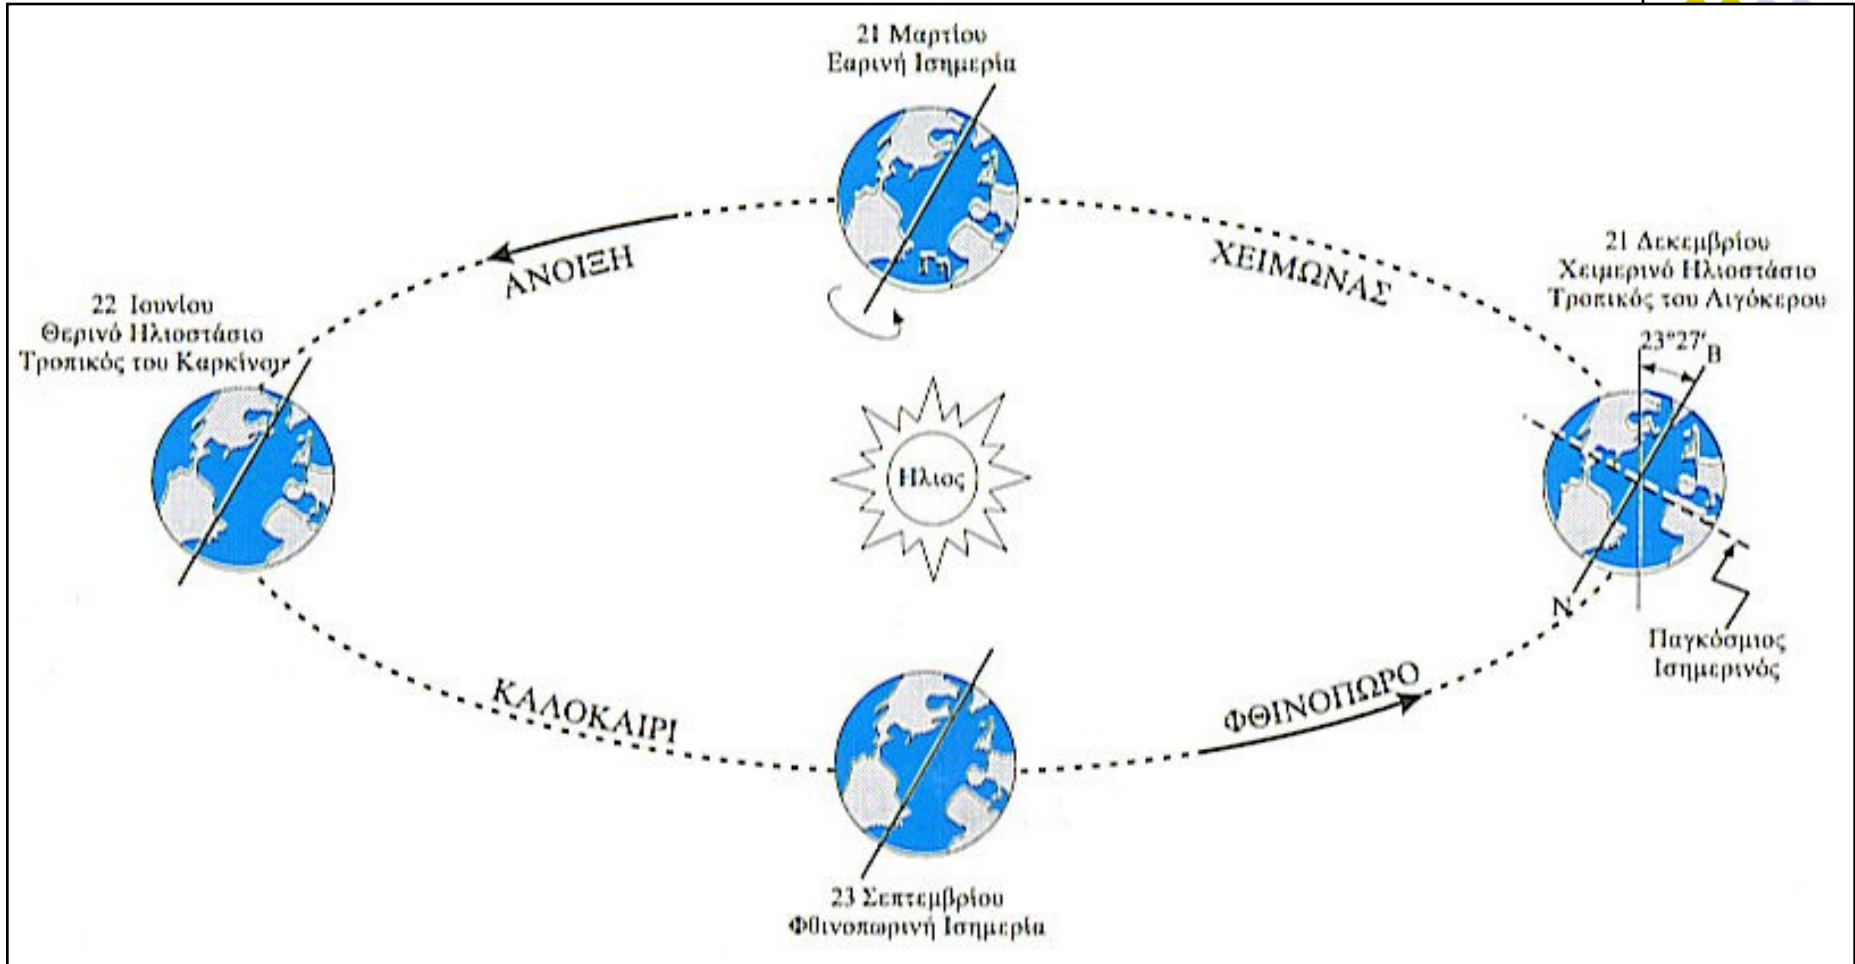 21 Μαρτίου
Εαρινή Ισημερία
ΑΝΟΙΞΗ
ΧΕΙΜΩΝΑΣ
Γη
22 Ιουνίου
Θερινό Ηλιοστάσιο
Τροπικός του Καρκίνου
21 Δεκεμβρίου
Χειμερινό Ηλιοστάσιο
Τροπικός του Αιγόκερου
23°27'
Β
Ηλιος
Ν
Παγκόσμιος
Ισημερινός
ΚΑΛΟΚΑΙΡΙ
ΦΘΙΝΟΠΩΡΟ
23 Σεπτεμβρίου
Φθινοπωρινή Ισημερία